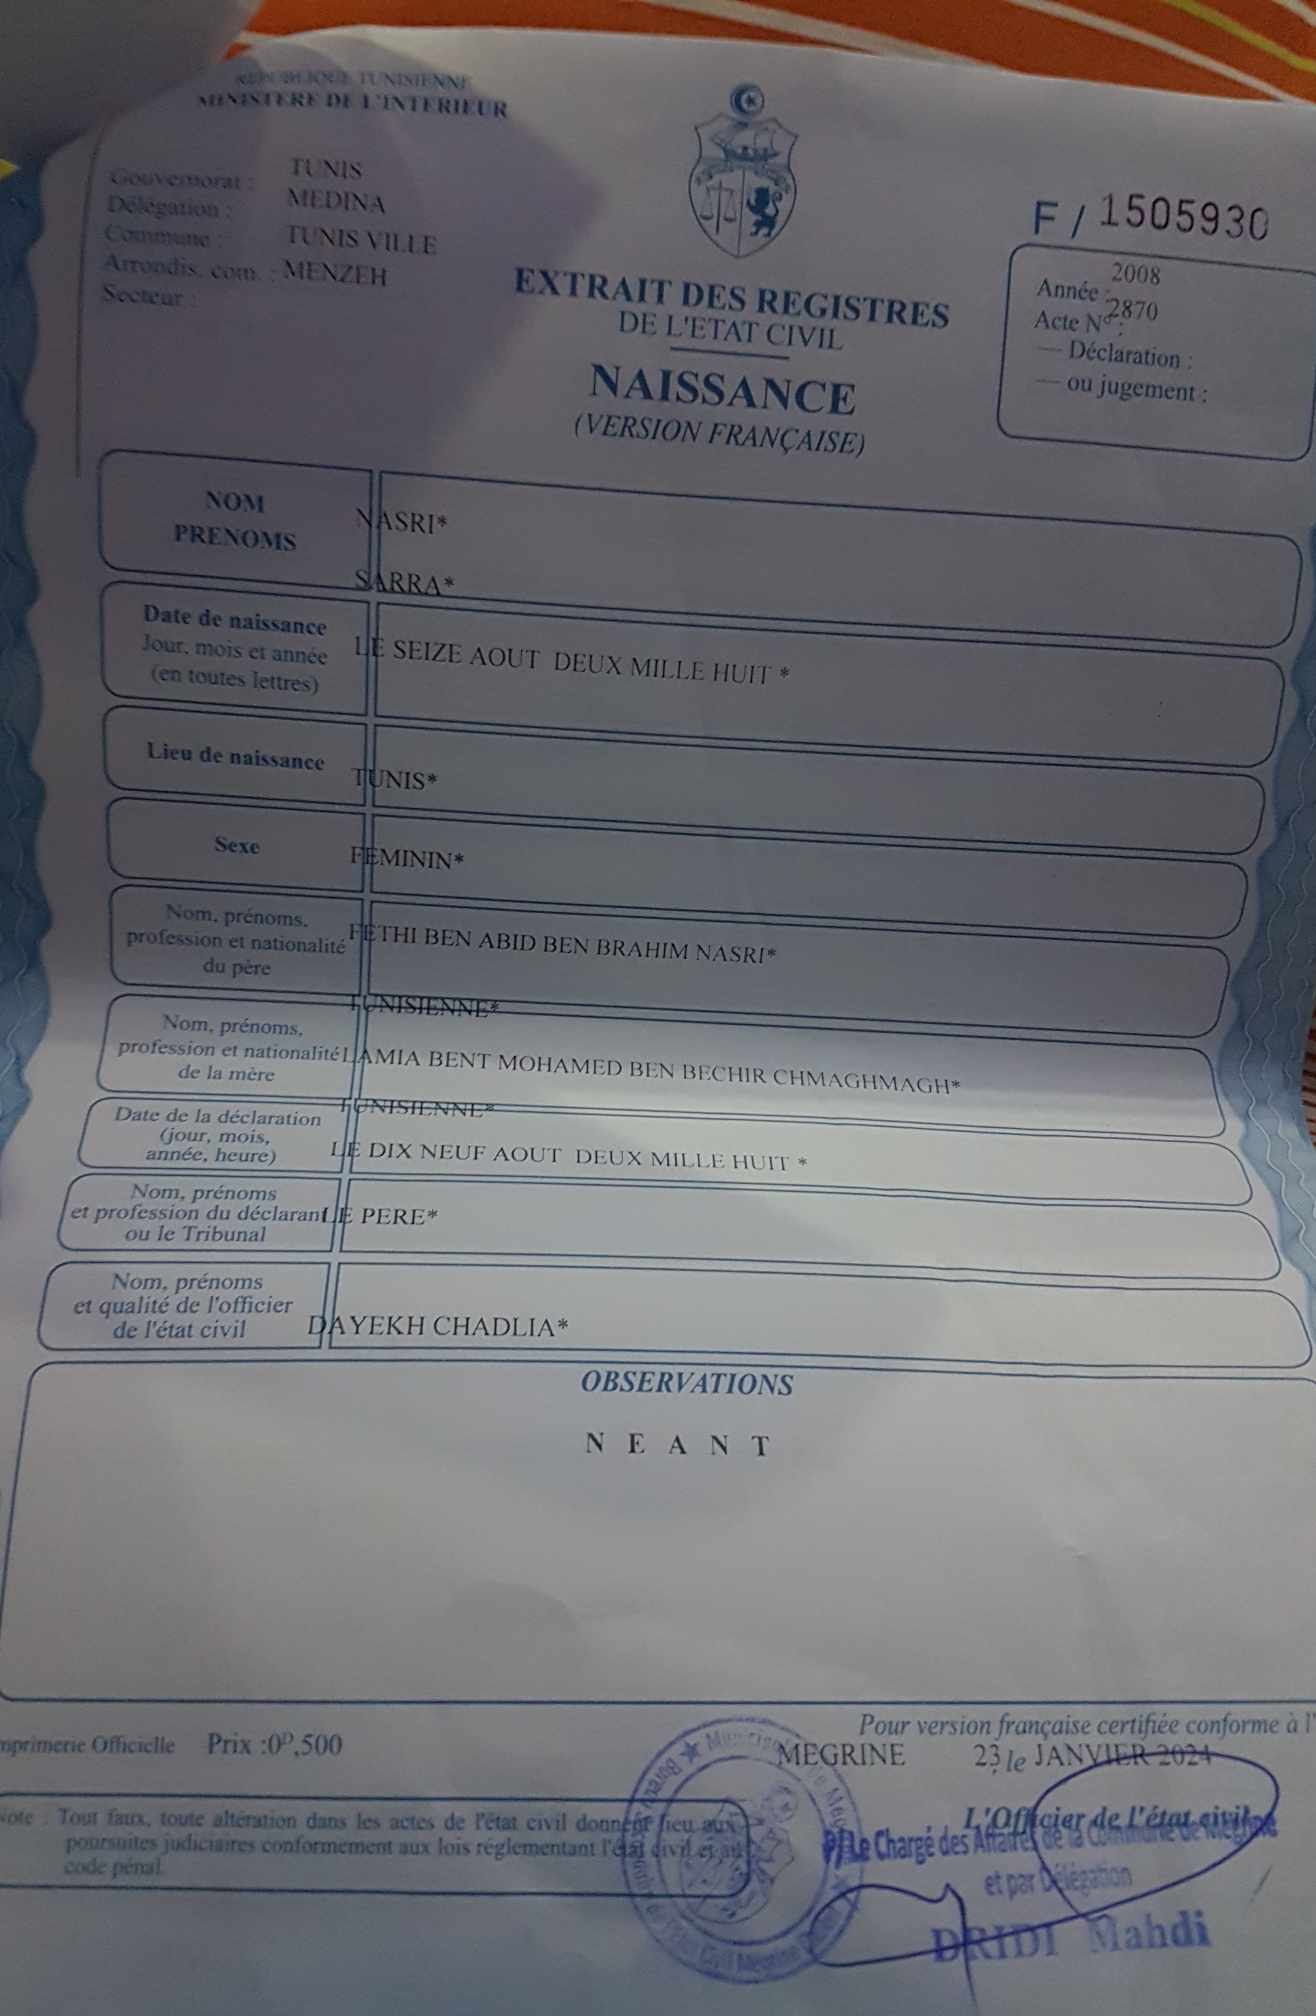 REPUBLIQUE TUNISIENNE
MINISTERE DE L'INTERIEUR
Gouvernorat : TUNIS
Délégation : MEDINA
Commune : TUNIS VILLE
Arrondis. com. : MENZEH
Secteur :
F / 1505930
Année : 2008
Acte N° : 2870
— Déclaration :
— ou jugement :
EXTRAIT DES REGISTRES
DE L'ETAT CIVIL
NAISSANCE
(VERSION FRANÇAISE)
NOM NASRI*
PRENOMS SARRA*
Date de naissance
Jour, mois et année LE SEIZE AOUT DEUX MILLE HUIT *
(en toutes lettres)
Lieu de naissance TUNIS*
Sexe FEMININ*
Nom, prénoms,
profession et nationalité FETHI BEN ABID BEN BRAHIM NASRI*
du père
TUNISIENNE*
Nom, prénoms,
profession et nationalité LAMIA BENT MOHAMED BEN BECHIR CHMAGHMAGH*
de la mère
TUNISIENNE*
Date de la déclaration
(jour, mois,
année, heure) LE DIX NEUF AOUT DEUX MILLE HUIT *
Nom, prénoms
et profession du déclarant LE PERE*
ou le Tribunal
Nom, prénoms
et qualité de l'officier
de l'état civil DAYEKH CHADLIA*
OBSERVATIONS
N E A N T
Pour version française certifiée conforme à l'
mprimerie Officielle Prix :0ᴰ,500
MEGRINE 23 le JANVIER 2024
L'Officier de l'état civil
P/Le Chargé des Affaires de la Commune de Mégrine
et par Délégation
DRIDI Mahdi
Note : Tout faux, toute altération dans les actes de l'état civil donnent lieu aux
poursuites judiciaires conformement aux lois réglementant l'état civil et au
code pénal.